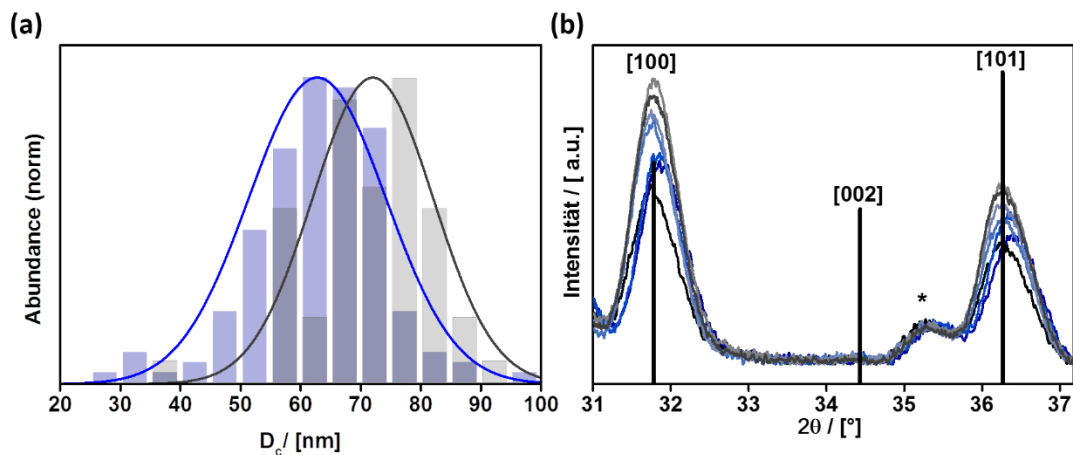 (a)
Abundance (norm)
20 30 40 50 60 70 80 90 100
D_c/ [nm]
(b)
Intensität / [ a.u.]
[100]
[002]
[101]
*
31 32 33 34 35 36 37
2θ / [°]